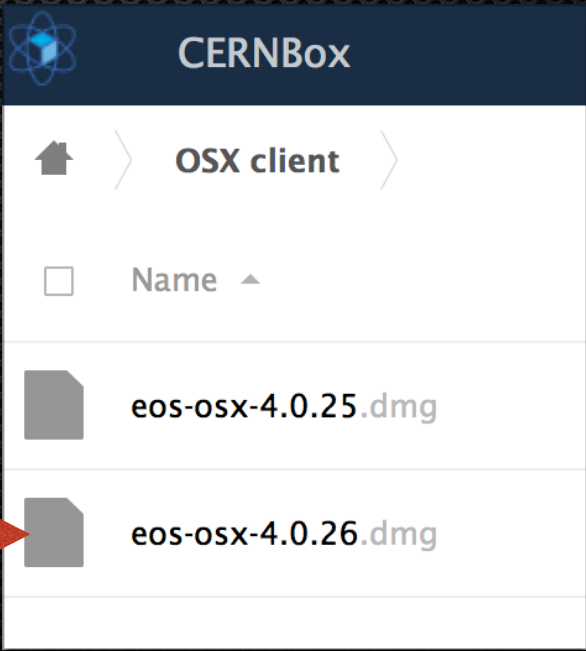 CERNBox
OSX client
Name
eos-osx-4.0.25.dmg
eos-osx-4.0.26.dmg